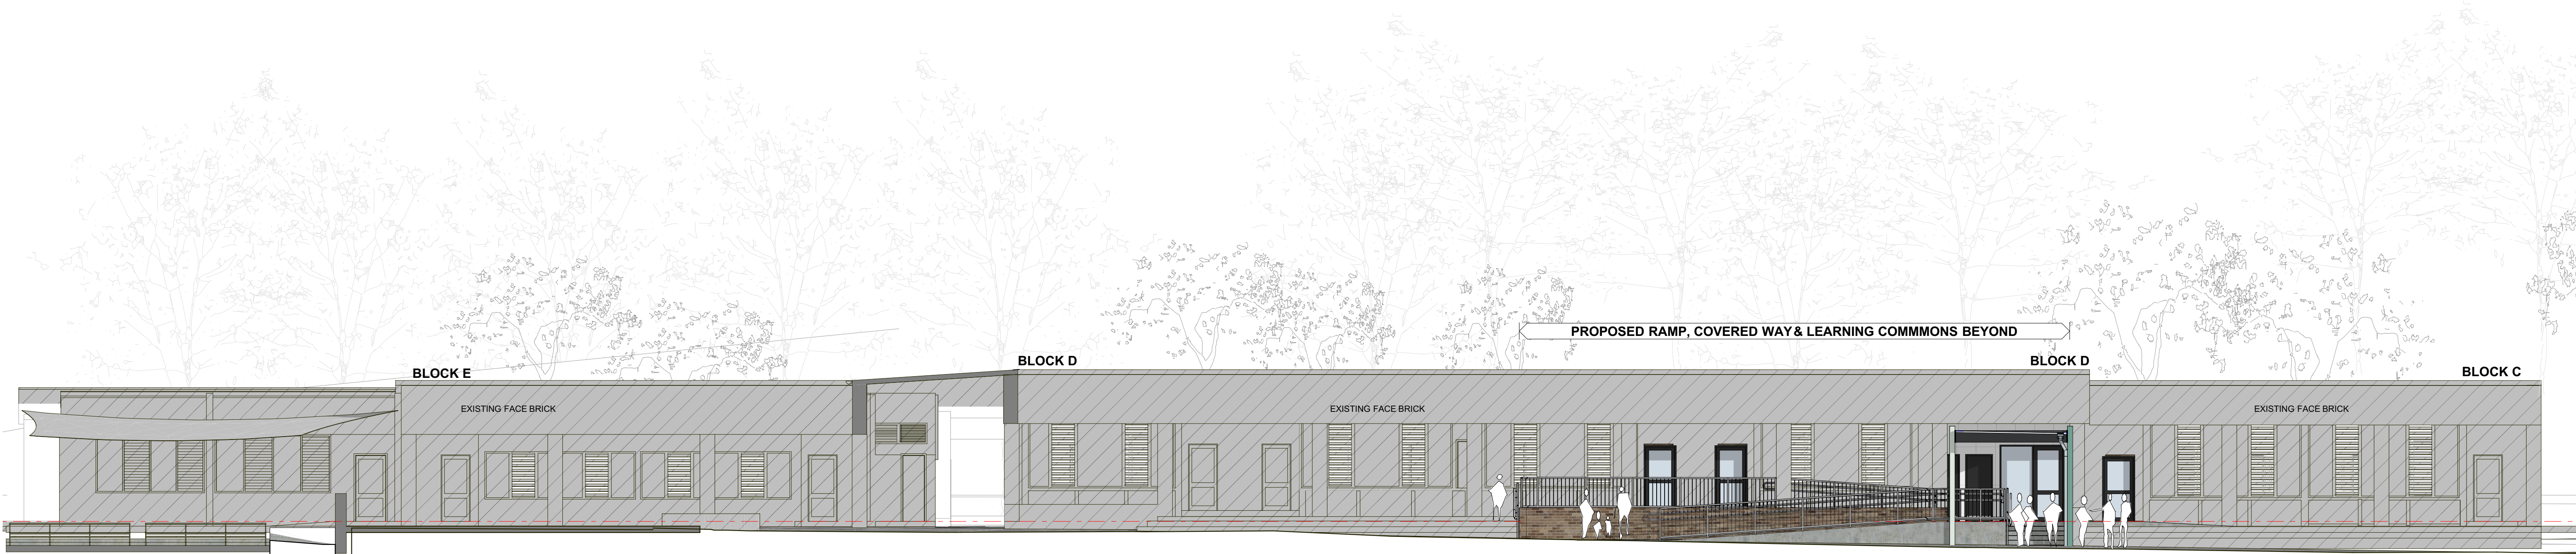 PROPOSED RAMP, COVERED WAY & LEARNING COMMMONS BEYOND
BLOCK E
BLOCK D
BLOCK D
BLOCK C
EXISTING FACE BRICK
EXISTING FACE BRICK
EXISTING FACE BRICK